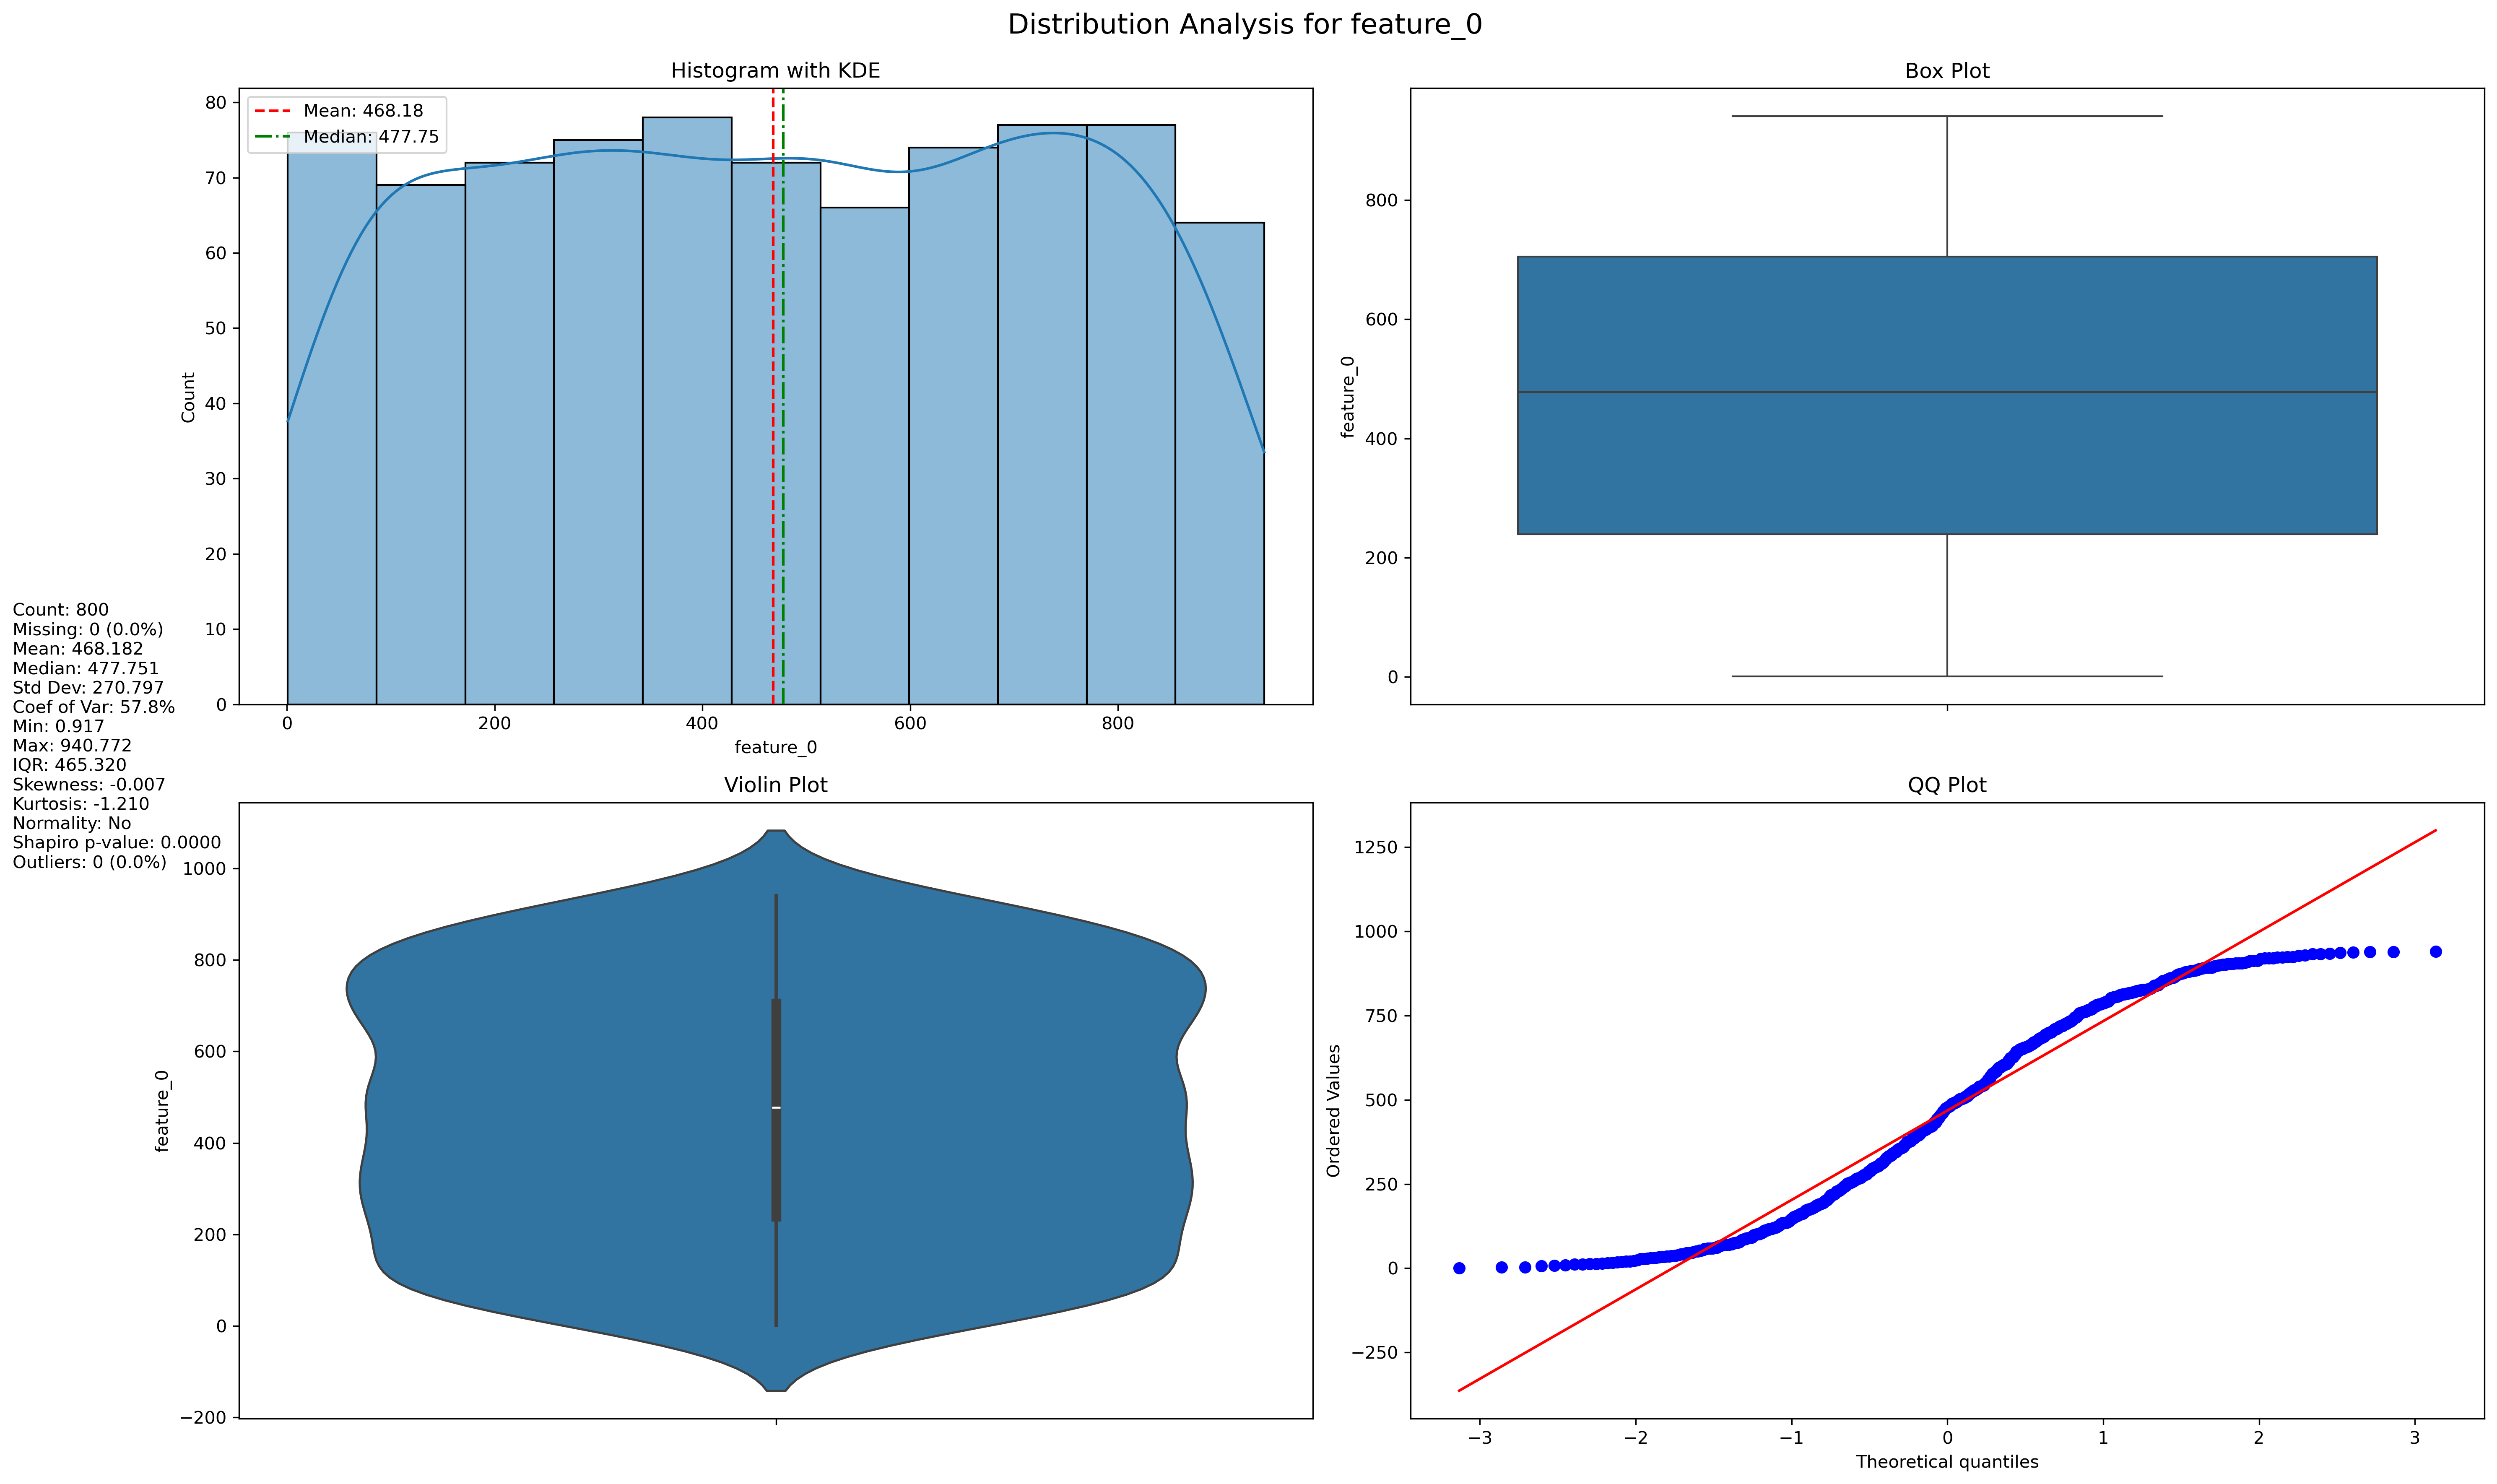 Distribution Analysis for feature_0
Histogram with KDE
Mean: 468.18
Median: 477.75
80
70
60
50
40
30
20
10
0
Count
0 200 400 600 800
feature_0
Box Plot
800
600
400
200
0
feature_0
Count: 800
Missing: 0 (0.0%)
Mean: 468.182
Median: 477.751
Std Dev: 270.797
Coef of Var: 57.8%
Min: 0.917
Max: 940.772
IQR: 465.320
Skewness: -0.007
Kurtosis: -1.210
Normality: No
Shapiro p-value: 0.0000
Outliers: 0 (0.0%)
Violin Plot
1000
800
600
400
200
0
−200
feature_0
QQ Plot
1250
1000
750
500
250
0
−250
Ordered Values
−3 −2 −1 0 1 2 3
Theoretical quantiles